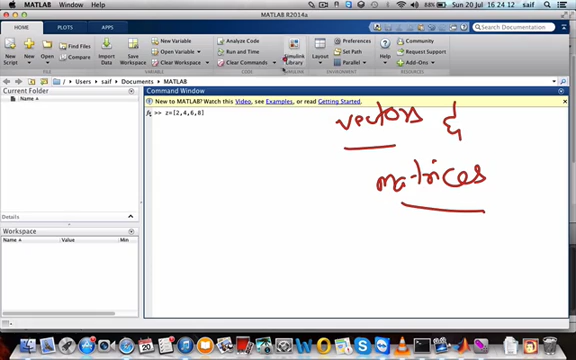 MATLAB Window Help
88% Sun 20 Jul 16 24 12 saif
MATLAB R2014a
HOME PLOTS APPS
Search Documentation
New Script
New
Open
Find Files
Compare
Import Data
Save Workspace
New Variable
Open Variable
Clear Workspace
Analyze Code
Run and Time
Clear Commands
Simulink Library
Layout
Preferences
Set Path
Parallel
Help
Community
Request Support
Add-Ons
FILE VARIABLE CODE SIMULINK ENVIRONMENT RESOURCES
/ Users saif Documents MATLAB
Current Folder
Name
Details
Workspace
Name Value Min
Command Window
New to MATLAB? Watch this Video, see Examples, or read Getting Started.
fx >> z=[2,4,6,8]
vectors &
matrices